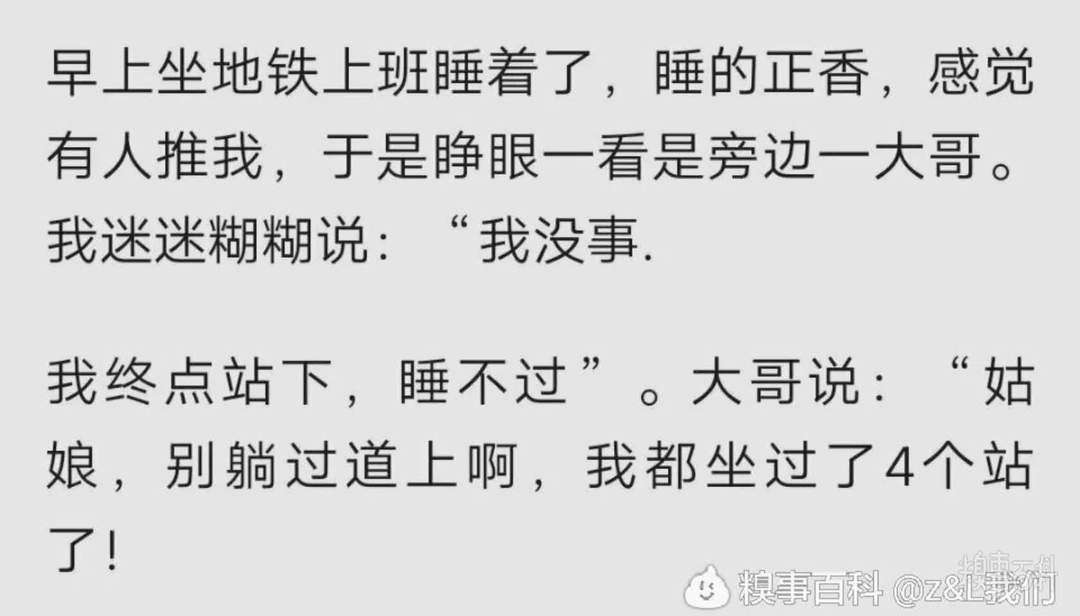 早上坐地铁上班睡着了，睡的正香，感觉
有人推我，于是睁眼一看是旁边一大哥。
我迷迷糊糊说：“我没事.
我终点站下，睡不过”。大哥说：“姑
娘，别躺过道上啊，我都坐过了4个站
了!
糗事百科 @z&L我们